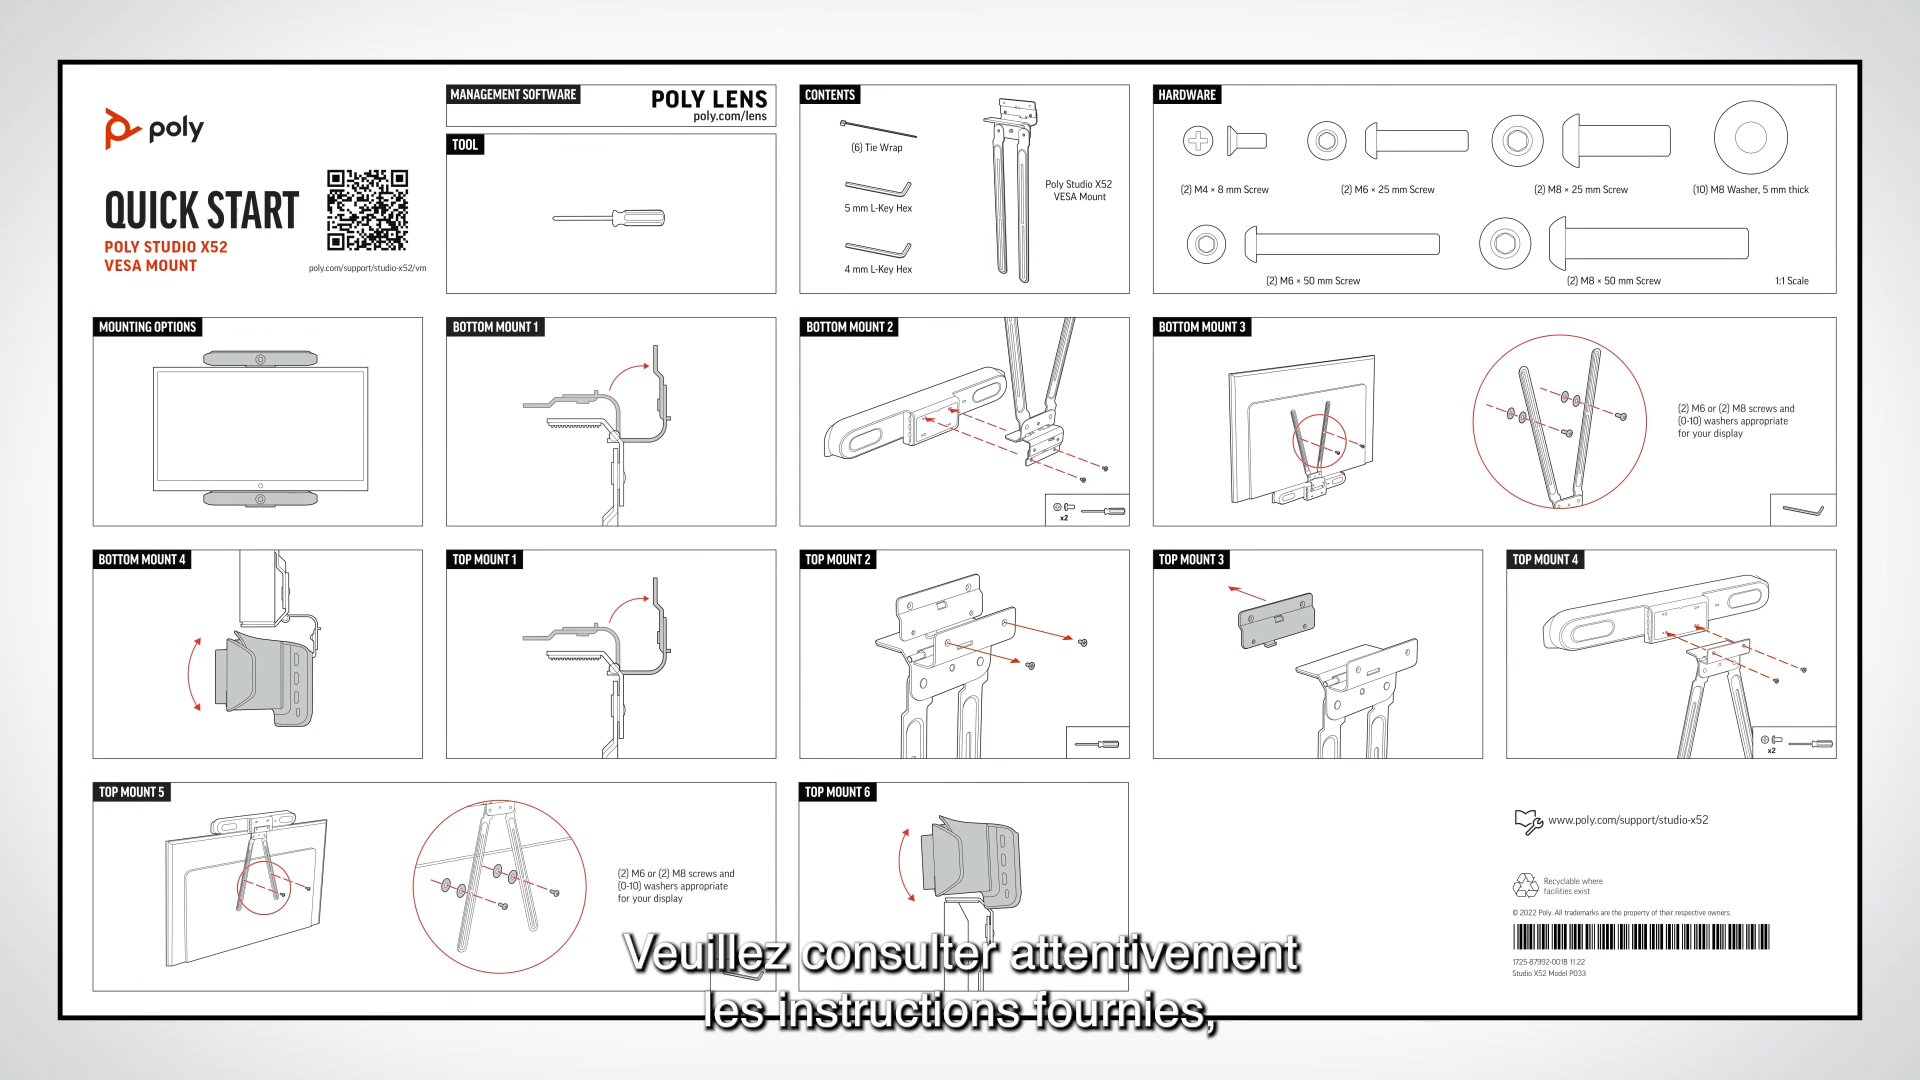 poly
QUICK START
POLY STUDIO X52
VESA MOUNT
poly.com/support/studio-x52/vm
MANAGEMENT SOFTWARE
POLY LENS
poly.com/lens
TOOL
CONTENTS
(6) Tie Wrap
5 mm L-Key Hex
4 mm L-Key Hex
Poly Studio X52
VESA Mount
HARDWARE
(2) M4 × 8 mm Screw
(2) M6 × 25 mm Screw
(2) M8 × 25 mm Screw
(10) M8 Washer, 5 mm thick
(2) M6 × 50 mm Screw
(2) M8 × 50 mm Screw
1:1 Scale
MOUNTING OPTIONS
BOTTOM MOUNT 1
BOTTOM MOUNT 2
x2
BOTTOM MOUNT 3
(2) M6 or (2) M8 screws and
(0-10) washers appropriate
for your display
BOTTOM MOUNT 4
TOP MOUNT 1
TOP MOUNT 2
TOP MOUNT 3
TOP MOUNT 4
x2
TOP MOUNT 5
(2) M6 or (2) M8 screws and
(0-10) washers appropriate
for your display
TOP MOUNT 6
www.poly.com/support/studio-x52
Recyclable where
facilities exist
© 2022 Poly. All trademarks are the property of their respective owners.
1725-87992-001B 11.22
Studio X52 Model P033
Veuillez consulter attentivement
les instructions fournies,